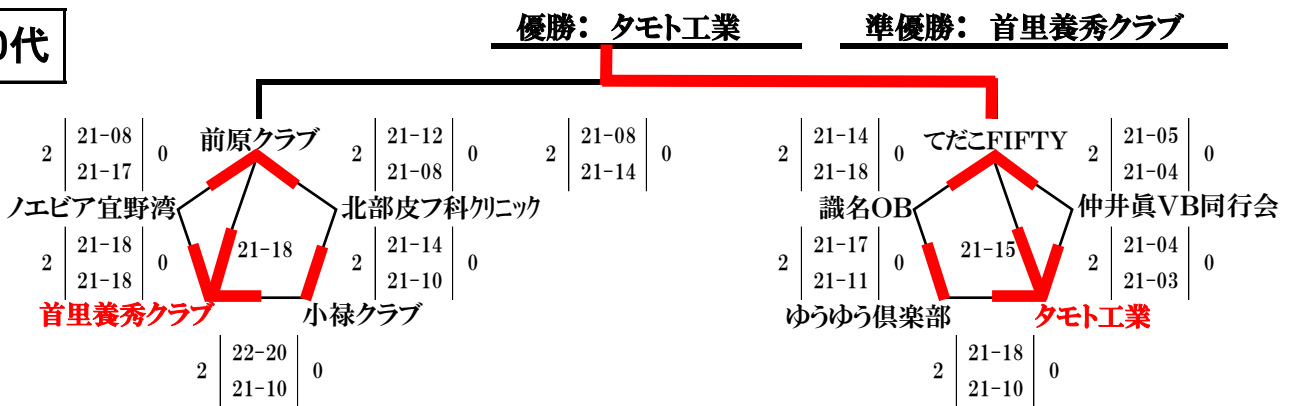 0代
優勝： タモト工業
準優勝： 首里養秀クラブ
2 21-08 0
21-17
前原クラブ
2 21-12 0
21-08
2 21-08 0
21-14
2 21-14 0
21-18
てだこFIFTY
2 21-05 0
21-04
ノエビア宜野湾
北部皮フ科クリニック
識名OB
仲井眞VB同行会
2 21-18 0
21-18
21-18
2 21-14 0
21-10
2 21-17 0
21-11
21-15
2 21-04 0
21-03
首里養秀クラブ
小禄クラブ
ゆうゆう倶楽部
タモト工業
2 22-20 0
21-10
2 21-18 0
21-10